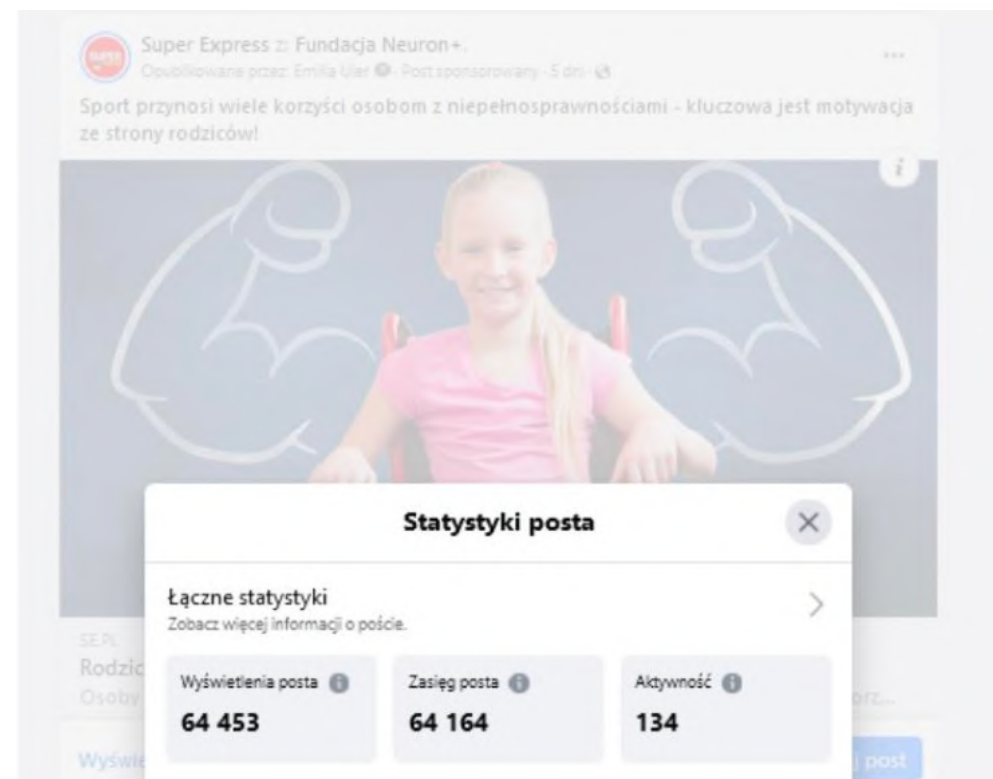 Super Express z: Fundacja Neuron+.
Opublikowane przez: Emilia · Post sponsorowany · 5 dni
Sport przynosi wiele korzyści osobom z niepełnosprawnościami - kluczowa jest motywacja
ze strony rodziców!
Statystyki posta
Łączne statystyki
Zobacz więcej informacji o poście.
SE.PL
Rodzic
Osoby
Wyświetlenia posta
Zasięg posta
Aktywność
64 453
64 164
134
Wyświe
j post